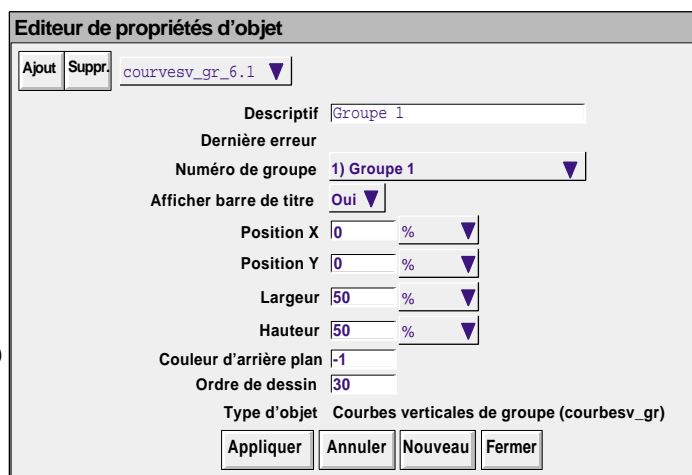 Editeur de propriétés d'objet
Ajout Suppr. courvesv_gr_6.1
Descriptif Groupe 1
Dernière erreur
Numéro de groupe 1) Groupe 1
Afficher barre de titre Oui
Position X 0 %
Position Y 0 %
Largeur 50 %
Hauteur 50 %
Couleur d'arrière plan -1
Ordre de dessin 30
Type d'objet Courbes verticales de groupe (courbesv_gr)
Appliquer Annuler Nouveau Fermer